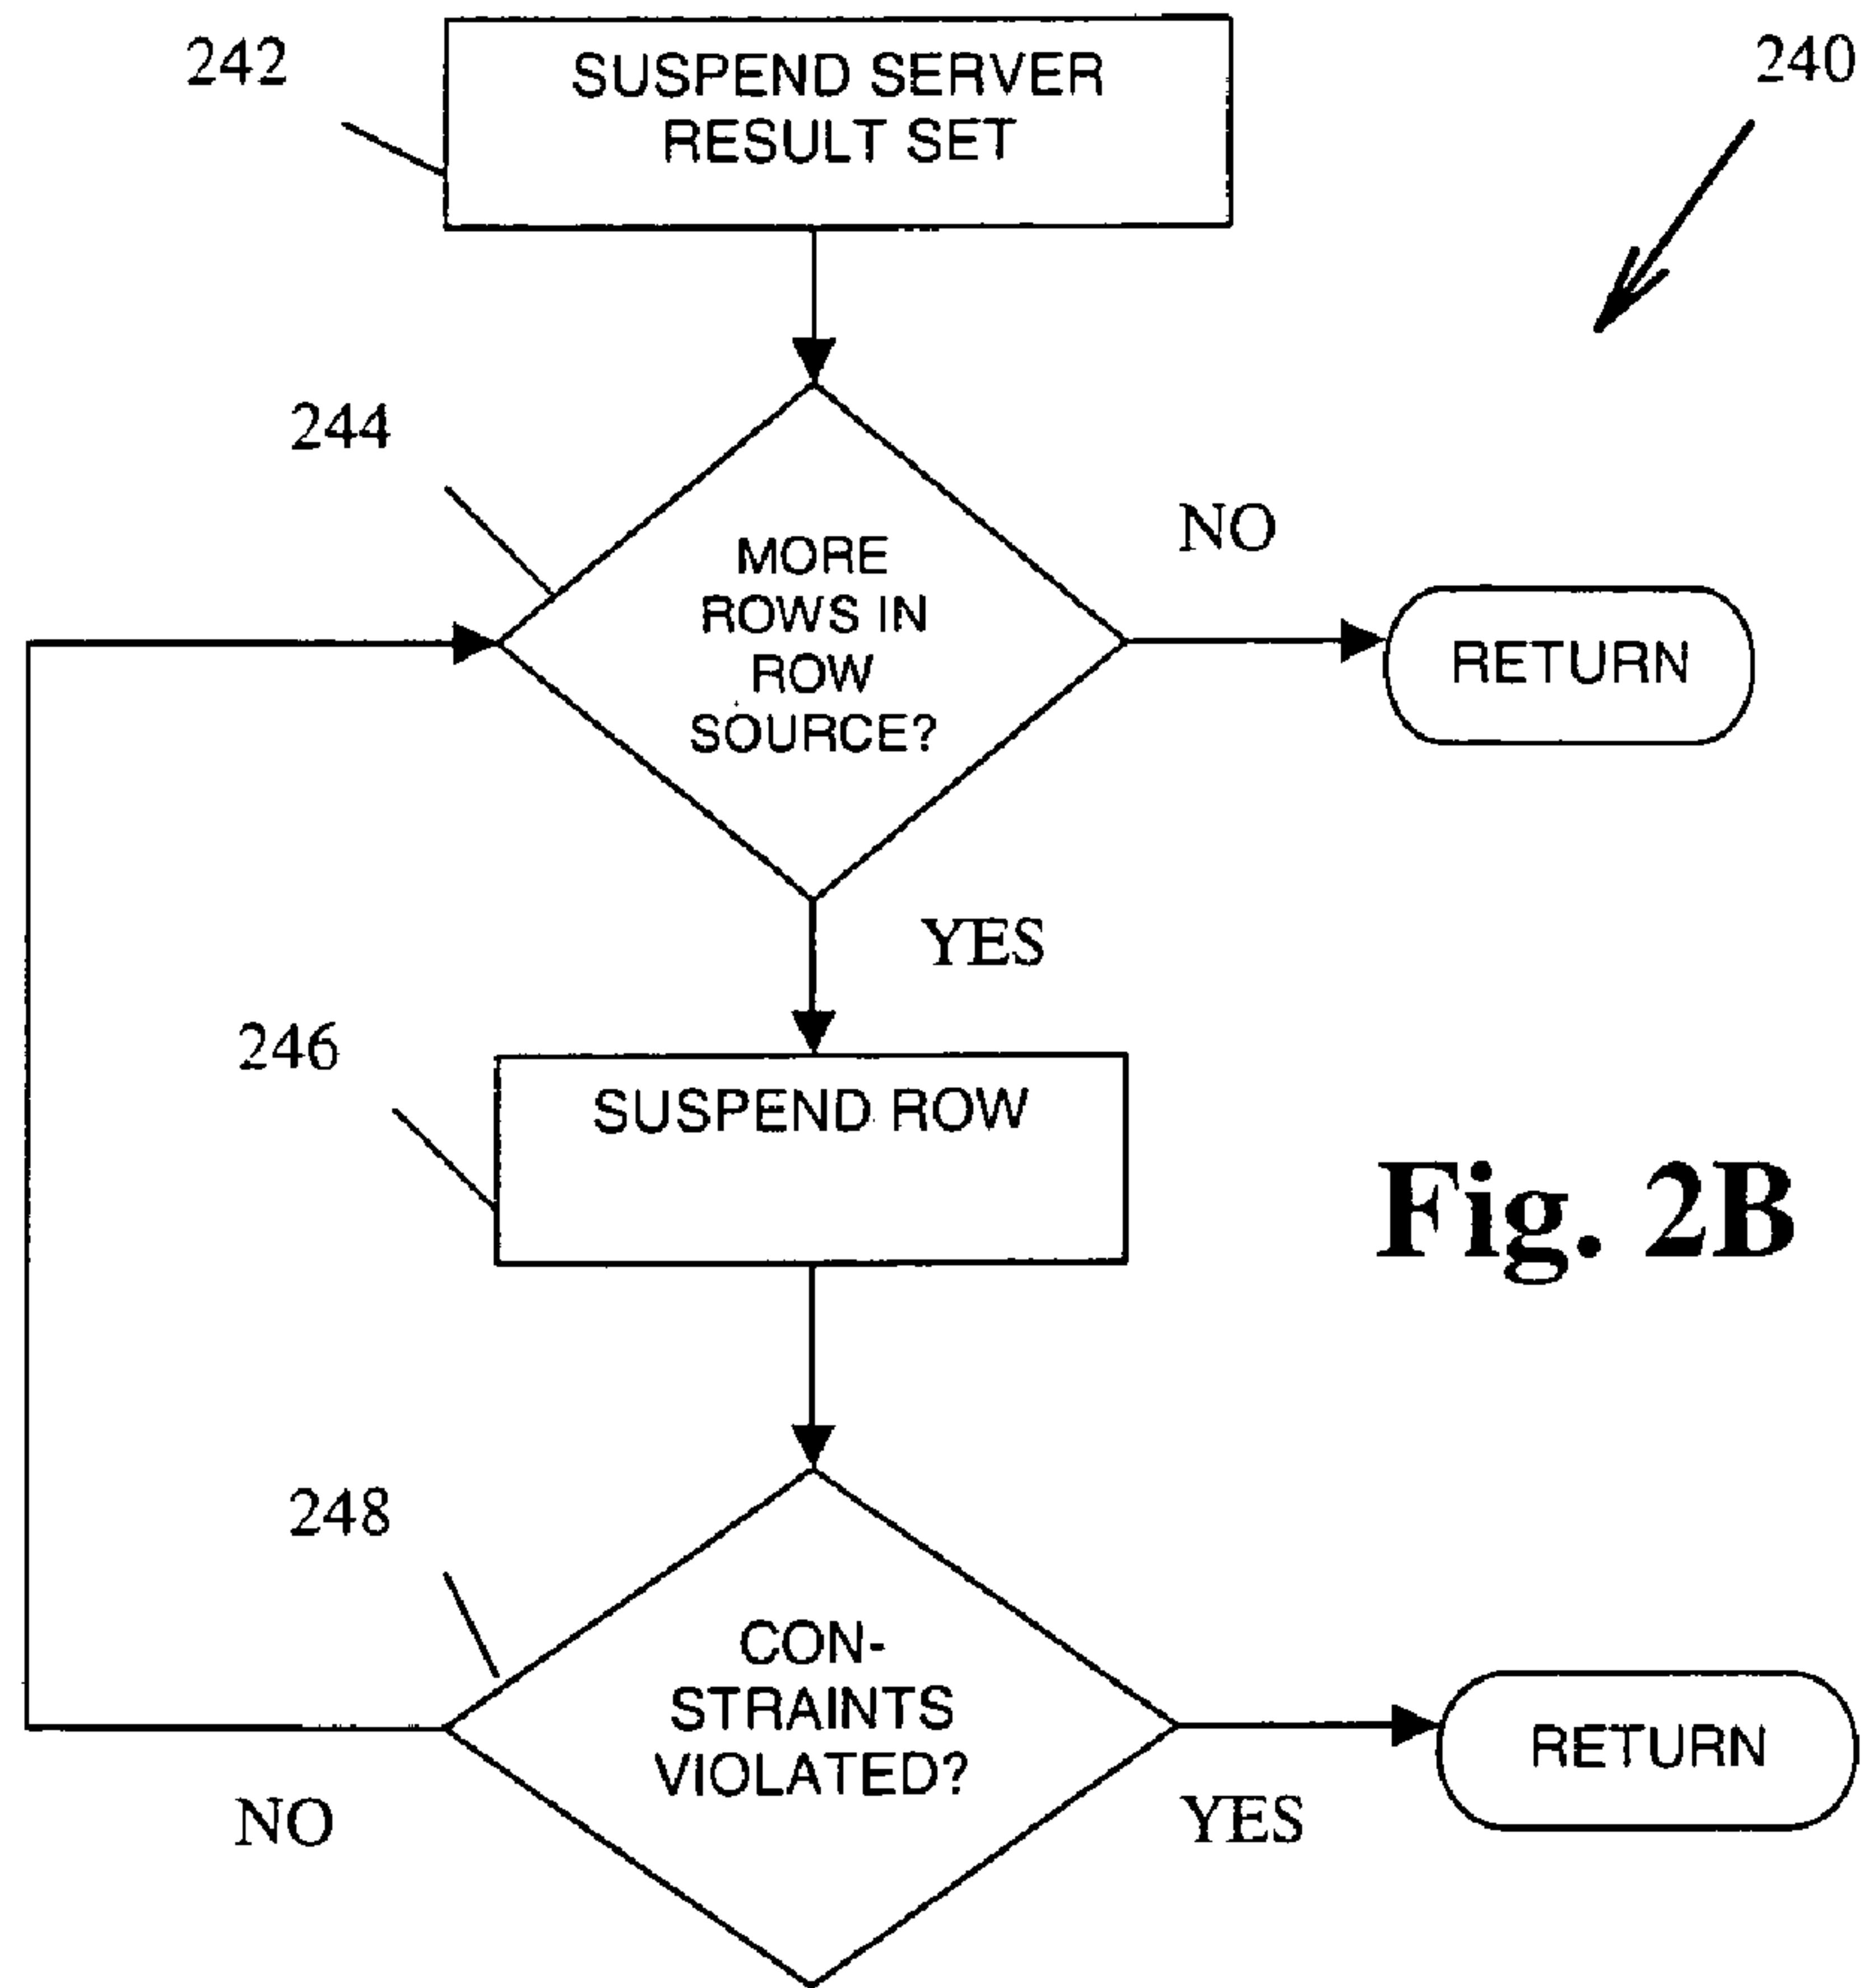 242
SUSPEND SERVER
RESULT SET
240
244
MORE
ROWS IN
ROW
SOURCE?
NO
RETURN
YES
246
SUSPEND ROW
Fig. 2B
248
CON-
STRAINTS
VIOLATED?
NO
YES
RETURN